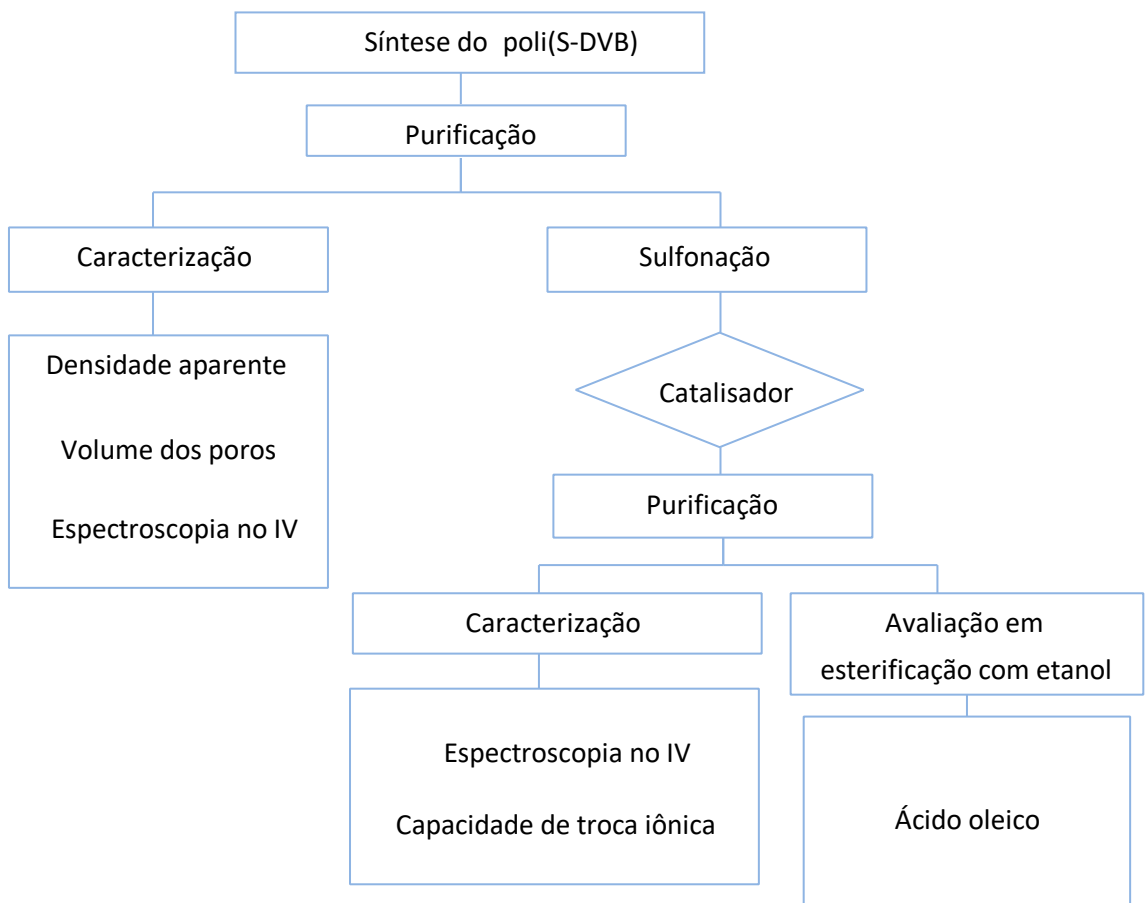 Síntese do poli(S-DVB)
Purificação
Caracterização
Sulfonação
Densidade aparente
Volume dos poros
Espectroscopia no IV
Catalisador
Purificação
Caracterização
Avaliação em
esterificação com etanol
Espectroscopia no IV
Capacidade de troca iônica
Ácido oleico